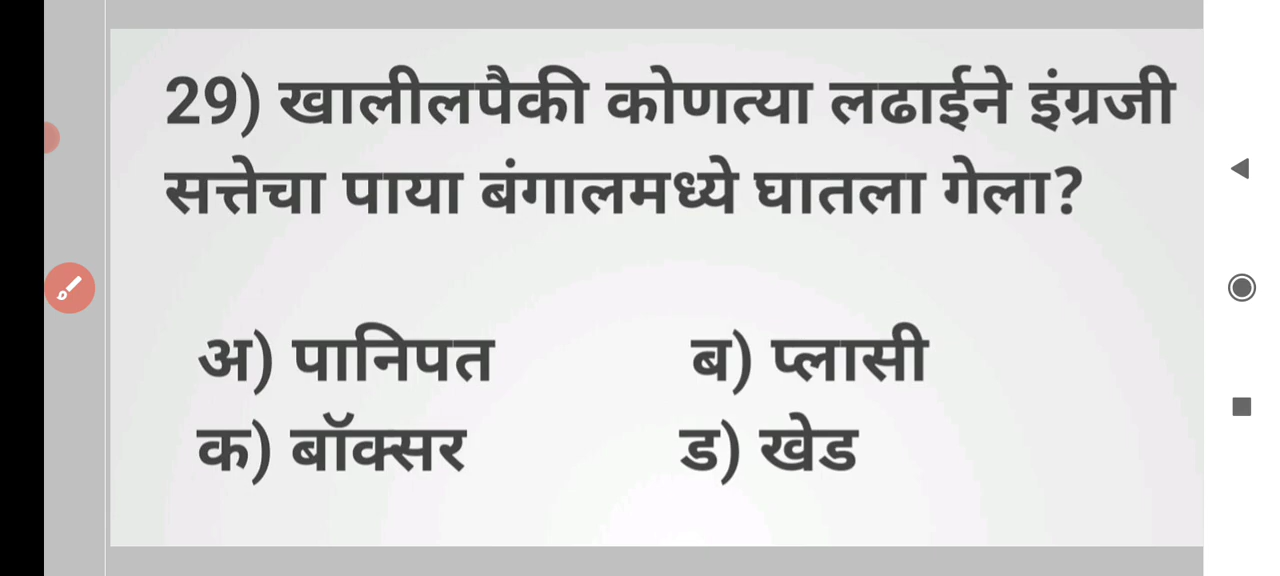 29) खालीलपैकी कोणत्या लढाईने इंग्रजी
सत्तेचा पाया बंगालमध्ये घातला गेला?
अ) पानिपत ब) प्लासी
क) बॉक्सर ड) खेड